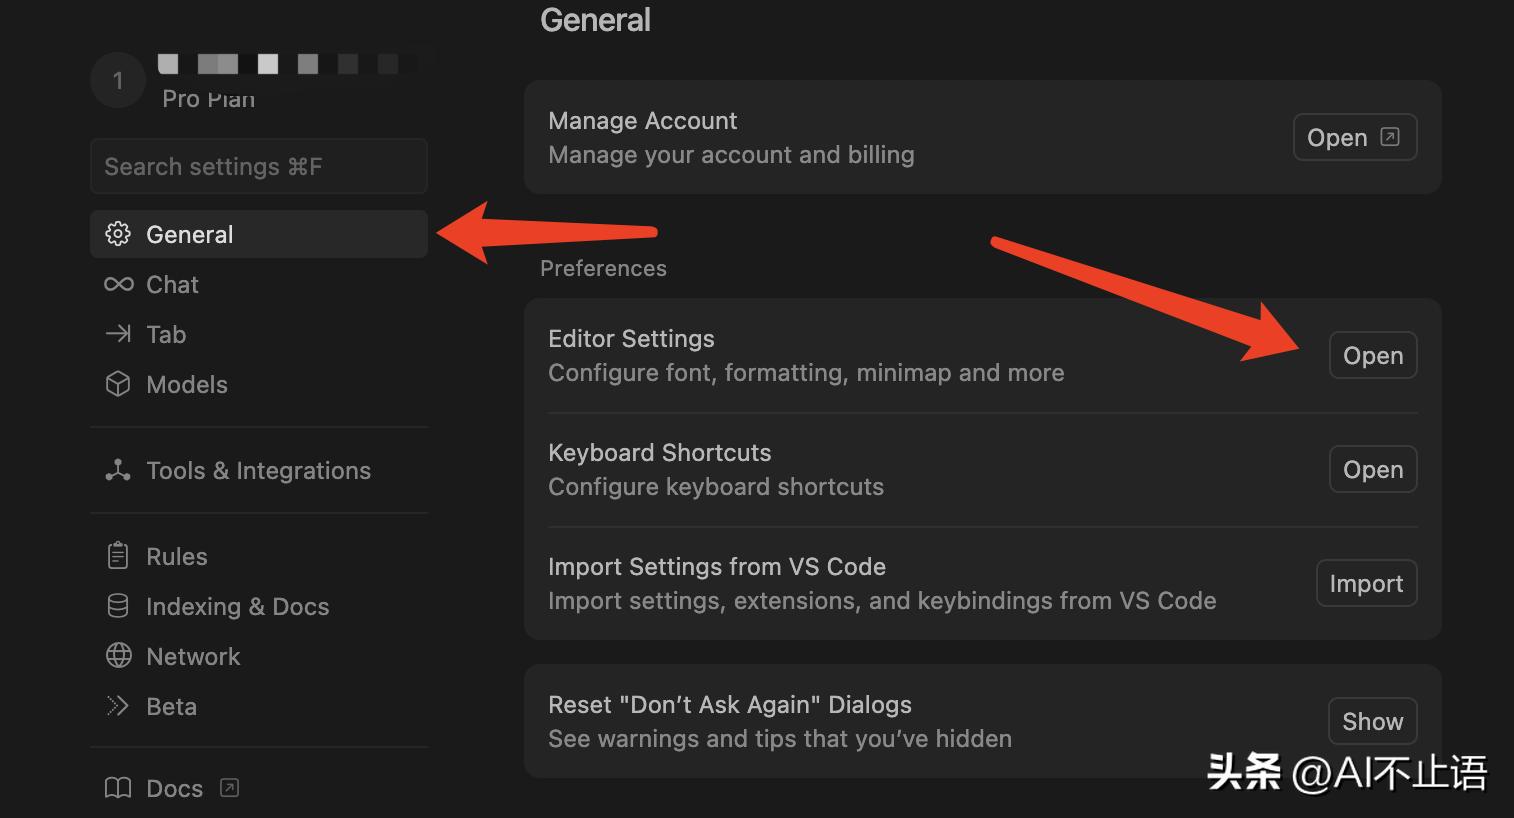 General
1
Pro Plan
Search settings ⌘F
General
Chat
Tab
Models
Tools & Integrations
Rules
Indexing & Docs
Network
Beta
Docs
Manage Account
Manage your account and billing
Open
Preferences
Editor Settings
Configure font, formatting, minimap and more
Open
Keyboard Shortcuts
Configure keyboard shortcuts
Open
Import Settings from VS Code
Import settings, extensions, and keybindings from VS Code
Import
Reset "Don’t Ask Again" Dialogs
See warnings and tips that you’ve hidden
Show
头条 @AI不止语